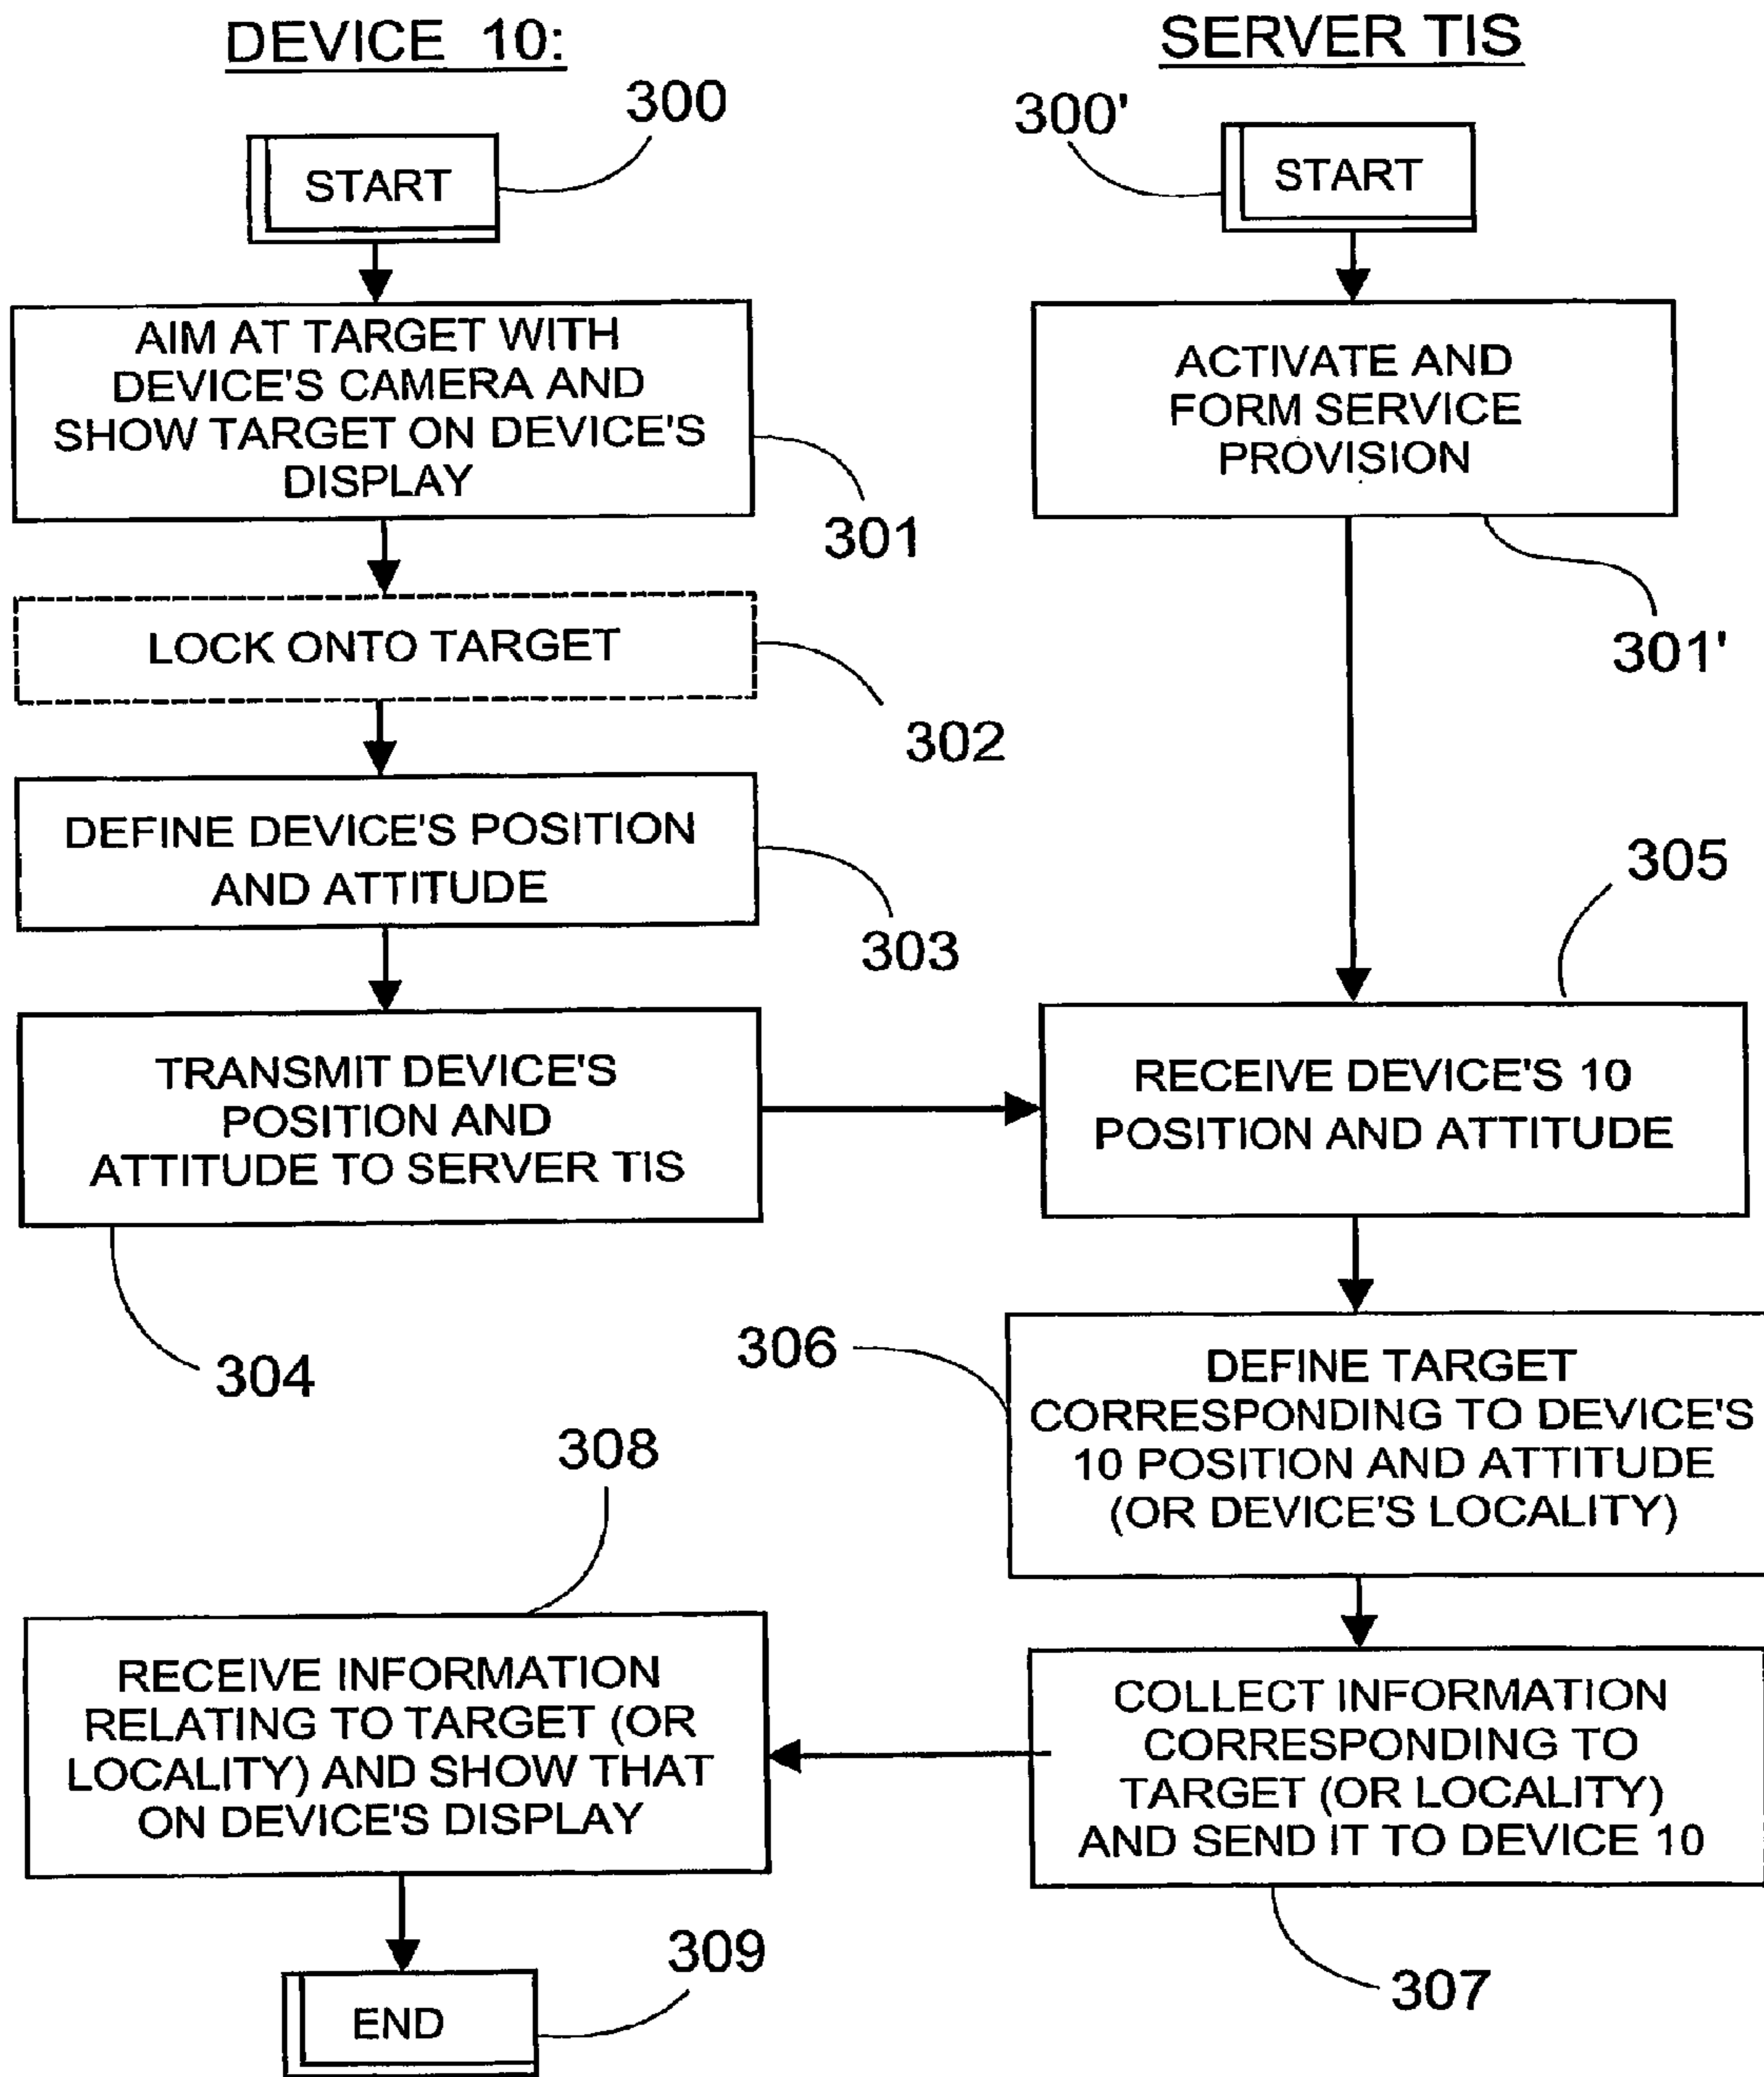 DEVICE 10:
SERVER TIS
300
300'
START
START
AIM AT TARGET WITH
DEVICE'S CAMERA AND
SHOW TARGET ON DEVICE'S
DISPLAY
301
ACTIVATE AND
FORM SERVICE
PROVISION
301'
LOCK ONTO TARGET
302
DEFINE DEVICE'S POSITION
AND ATTITUDE
303
305
TRANSMIT DEVICE'S
POSITION AND
ATTITUDE TO SERVER TIS
304
RECEIVE DEVICE'S 10
POSITION AND ATTITUDE
306
DEFINE TARGET
CORRESPONDING TO DEVICE'S
10 POSITION AND ATTITUDE
(OR DEVICE'S LOCALITY)
308
RECEIVE INFORMATION
RELATING TO TARGET (OR
LOCALITY) AND SHOW THAT
ON DEVICE'S DISPLAY
COLLECT INFORMATION
CORRESPONDING TO
TARGET (OR LOCALITY)
AND SEND IT TO DEVICE 10
307
309
END